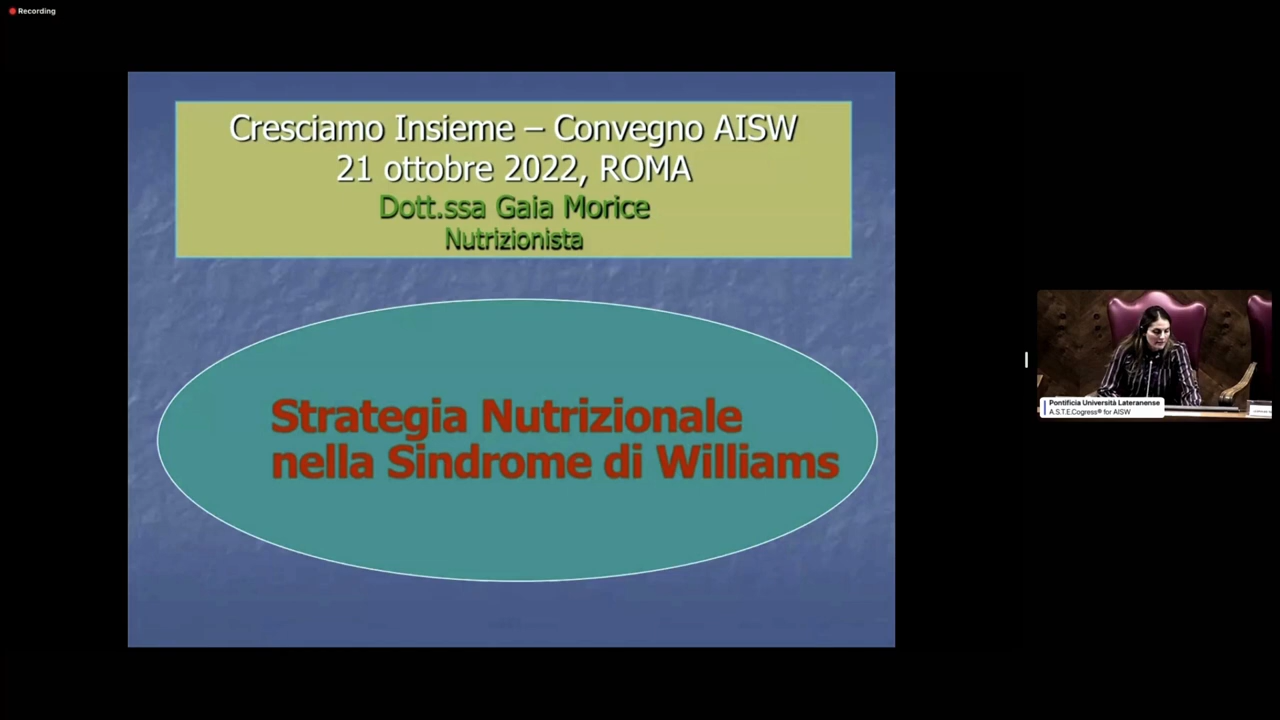 Recording
Cresciamo Insieme – Convegno AISW
21 ottobre 2022, ROMA
Dott.ssa Gaia Morice
Nutrizionista
Strategia Nutrizionale
nella Sindrome di Williams
Pontificia Università Lateranense
A.S.T.E.Cogress® for AISW